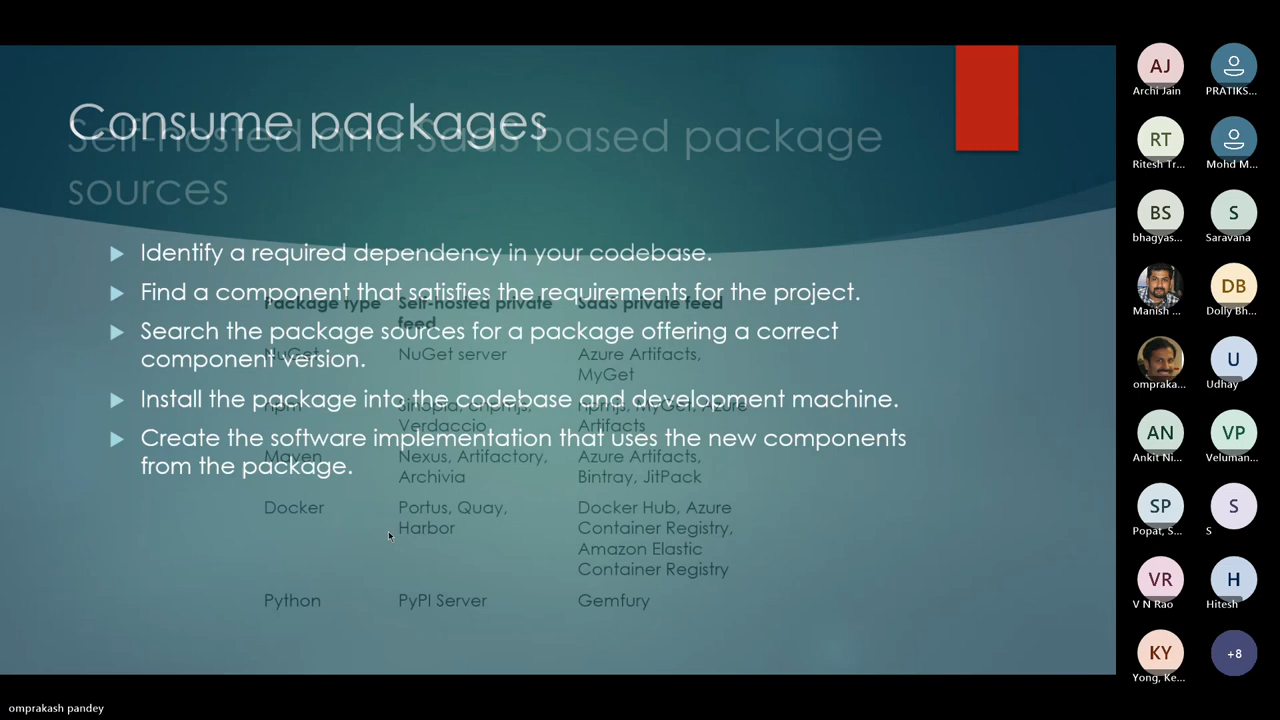 Consume packages
Self-hosted and SaaS based package
sources
Identify a required dependency in your codebase.
Find a component that satisfies the requirements for the project.
Search the package sources for a package offering a correct
component version.
Install the package into the codebase and development machine.
Create the software implementation that uses the new components
from the package.
Package type Self-hosted private SaaS private feed
feed
NuGet NuGet server Azure Artifacts,
MyGet
npm Sinopia, cnpmjs, npmjs, MyGet, Azure
Verdaccio Artifacts
Maven Nexus, Artifactory, Azure Artifacts,
Archivia Bintray, JitPack
Docker Portus, Quay, Docker Hub, Azure
Harbor Container Registry,
Amazon Elastic
Container Registry
Python PyPI Server Gemfury
AJ
Archi Jain PRATIKS...
RT
Ritesh Tr... Mohd M...
BS S
bhagyas... Saravana
DB
Manish ... Dolly Bh...
U
ompraka... Udhay
AN VP
Ankit Ni... Veluman...
SP S
Popat, S... S
VR H
V N Rao Hitesh
KY +8
Yong, Ke...
omprakash pandey